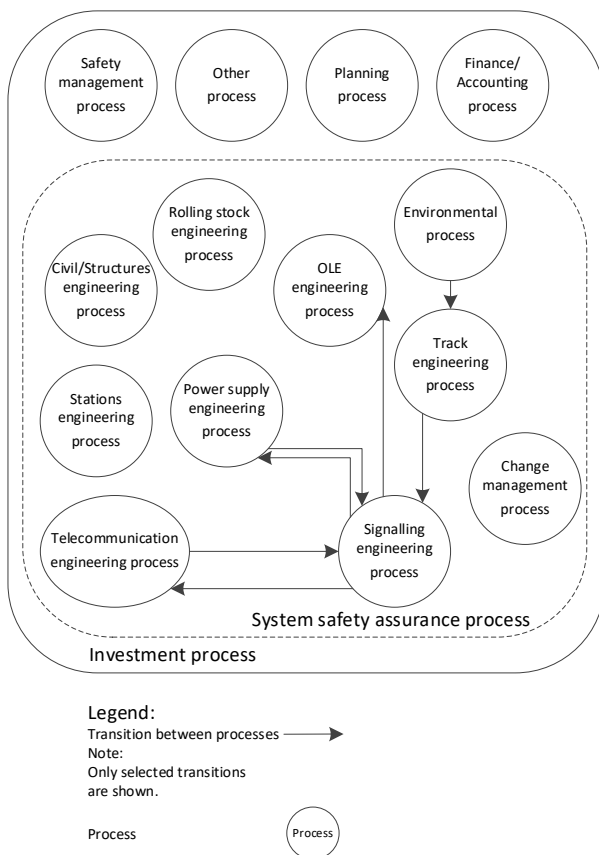 Safety
management
process
Other
process
Planning
process
Finance/
Accounting
process
Rolling stock
engineering
process
Environmental
process
Civil/Structures
engineering
process
OLE
engineering
process
Track
engineering
process
Stations
engineering
process
Power supply
engineering
process
Change
management
process
Telecommunication
engineering process
Signalling
engineering
process
System safety assurance process
Investment process
Legend:
Transition between processes
Note:
Only selected transitions
are shown.
Process
Process